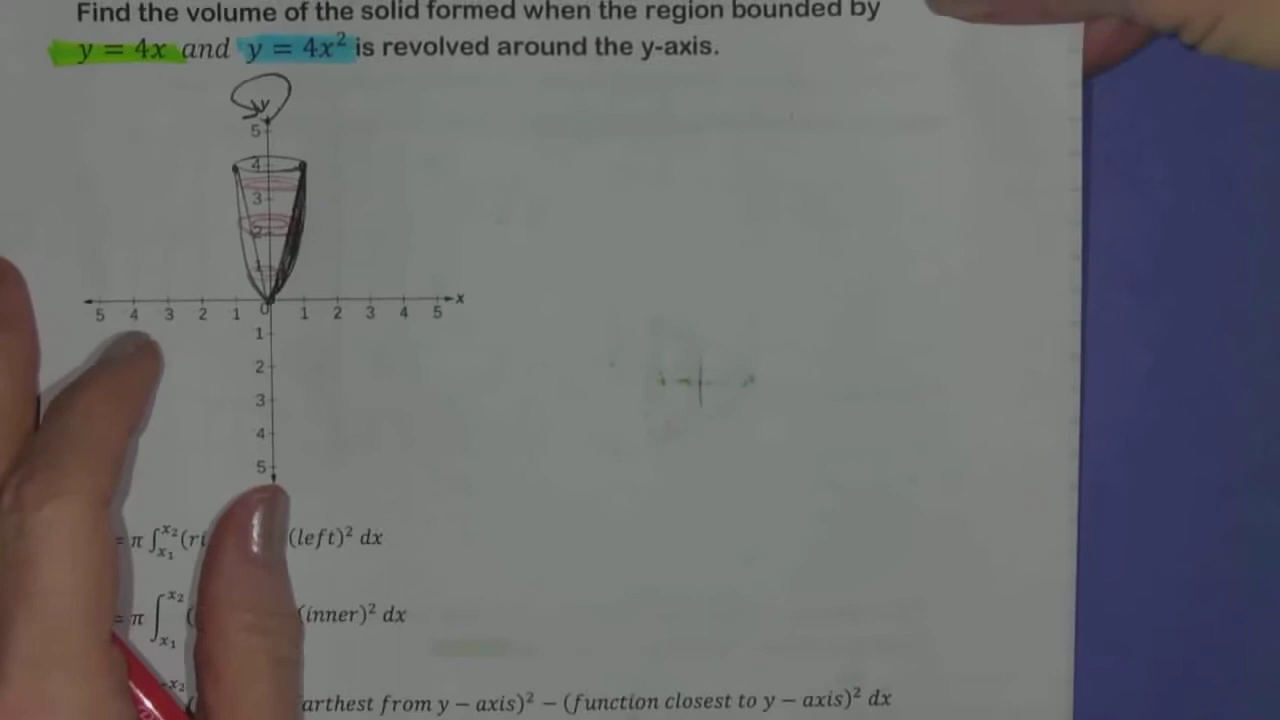 Find the volume of the solid formed when the region bounded by
y = 4x and y = 4x² is revolved around the y-axis.
y
5
4
3
2
1
5 4 3 2 1 0 1 2 3 4 5 x
1
2
3
4
5
= π ∫ₓ₁ˣ² (left)² dx
= π ∫ₓ₁ˣ² (inner)² dx
x₂ arthest from y − axis)² − (function closest to y − axis)² dx